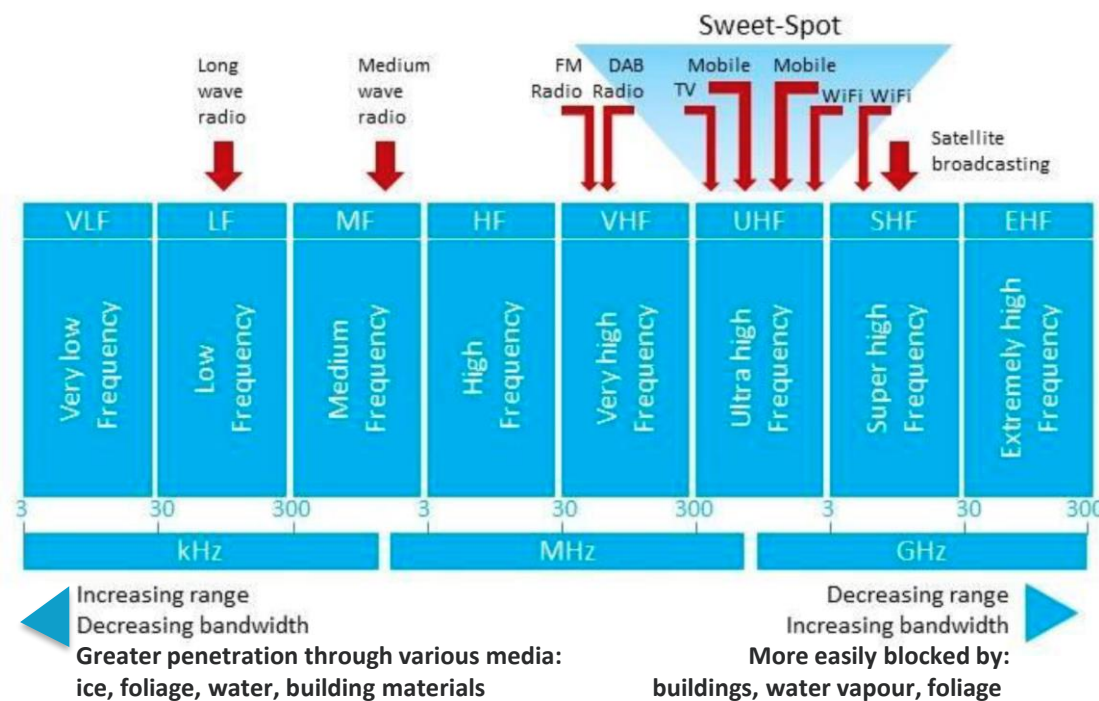 Sweet-Spot
Long
wave
radio
Medium
wave
radio
FM
Radio
DAB
Radio
TV
Mobile
Mobile
WiFi WiFi
Satellite
broadcasting
VLF
LF
MF
HF
VHF
UHF
SHF
EHF
Very low
Frequency
Low
Frequency
Medium
Frequency
High
Frequency
Very high
Frequency
Ultra high
Frequency
Super high
Frequency
Extremely high
Frequency
3 30 300 3 30 300 3 30 300
kHz MHz GHz
Increasing range
Decreasing bandwidth
Greater penetration through various media:
ice, foliage, water, building materials
Decreasing range
Increasing bandwidth
More easily blocked by:
buildings, water vapour, foliage